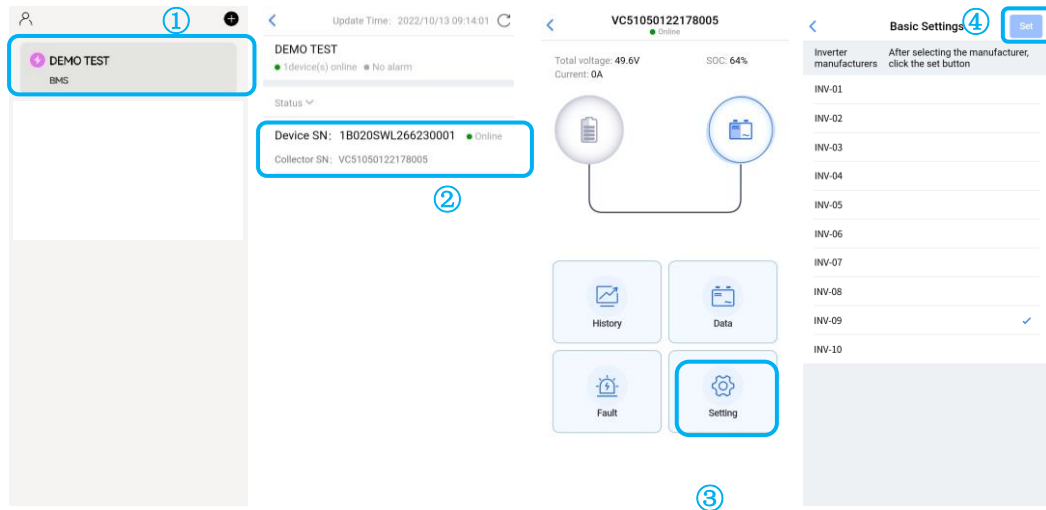 ①
DEMO TEST
BMS
Update Time: 2022/10/13 09:14:01
DEMO TEST
1device(s) online No alarm
Status
Device SN: 1B020SWL266230001 Online
Collector SN: VC51050122178005
②
VC51050122178005
Online
Total voltage: 49.6V SOC: 64%
Current: 0A
History Data
Fault Setting
③
Basic Settings ④ Set
Inverter manufacturers
After selecting the manufacturer,
click the set button
INV-01
INV-02
INV-03
INV-04
INV-05
INV-06
INV-07
INV-08
INV-09
INV-10